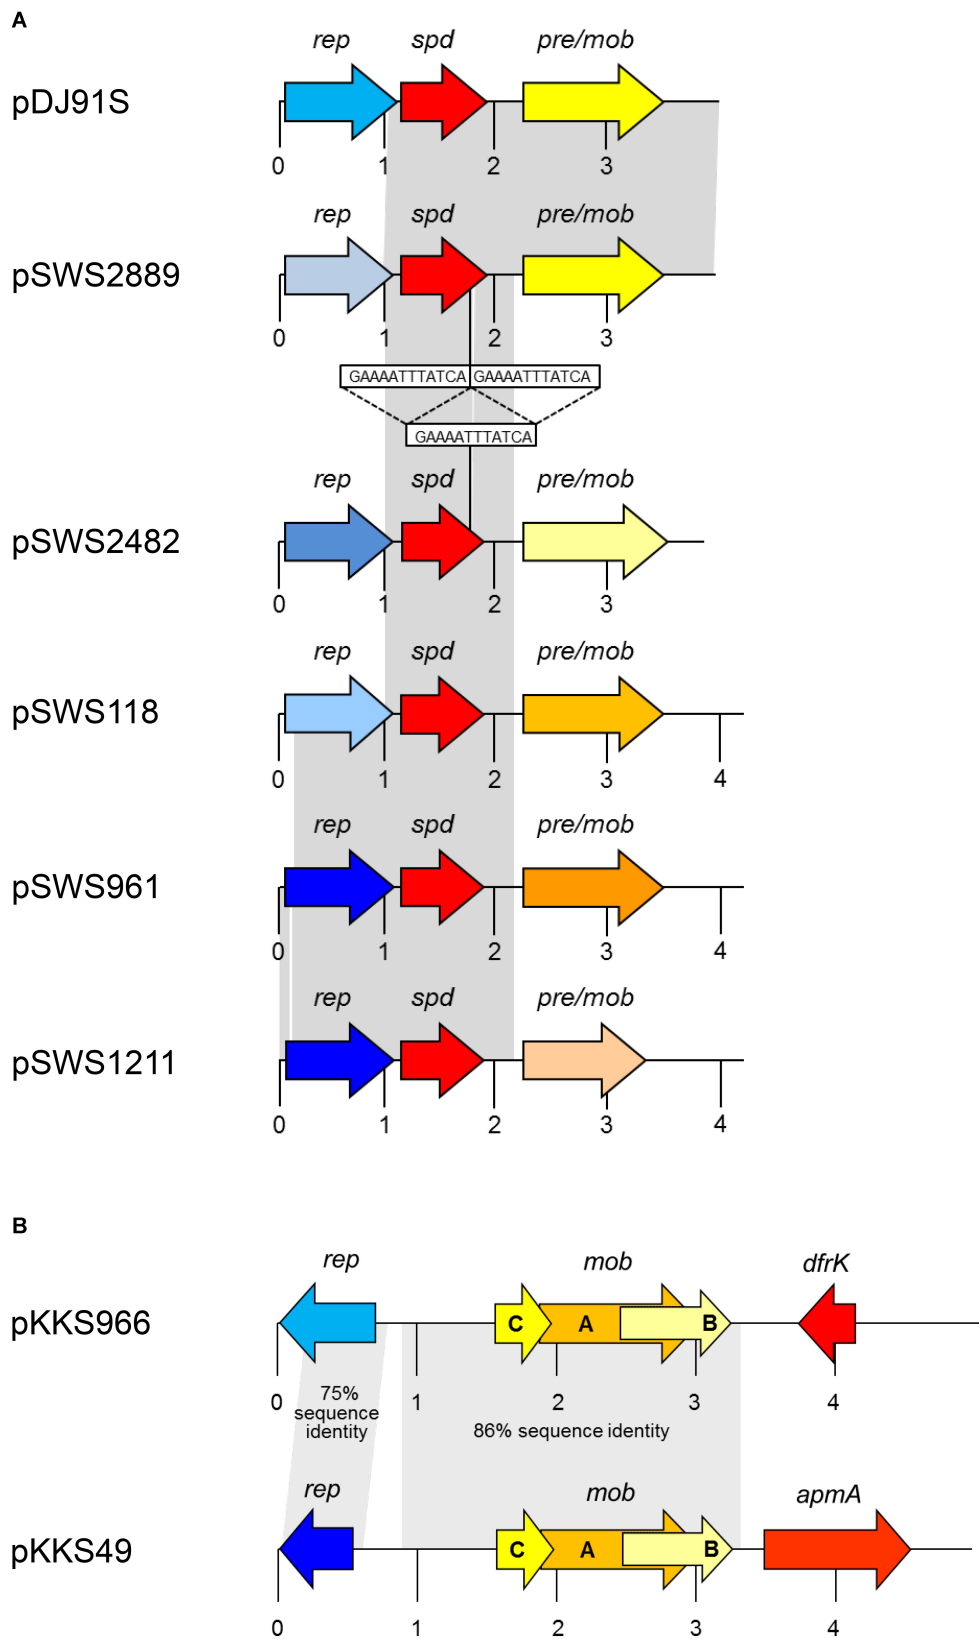 A
rep spd pre/mob
pDJ91S
0 1 2 3
rep spd pre/mob
pSWS2889
0 1 2 3
GAAAATTTATCA GAAAATTTATCA
GAAAATTTATCA
rep spd pre/mob
pSWS2482
0 1 2 3
rep spd pre/mob
pSWS118
0 1 2 3 4
rep spd pre/mob
pSWS961
0 1 2 3 4
rep spd pre/mob
pSWS1211
0 1 2 3 4
B
rep mob dfrK
pKKS966
C A B
0 1 2 3 4
75%
sequence
identity
86% sequence identity
rep mob apmA
pKKS49
C A B
0 1 2 3 4